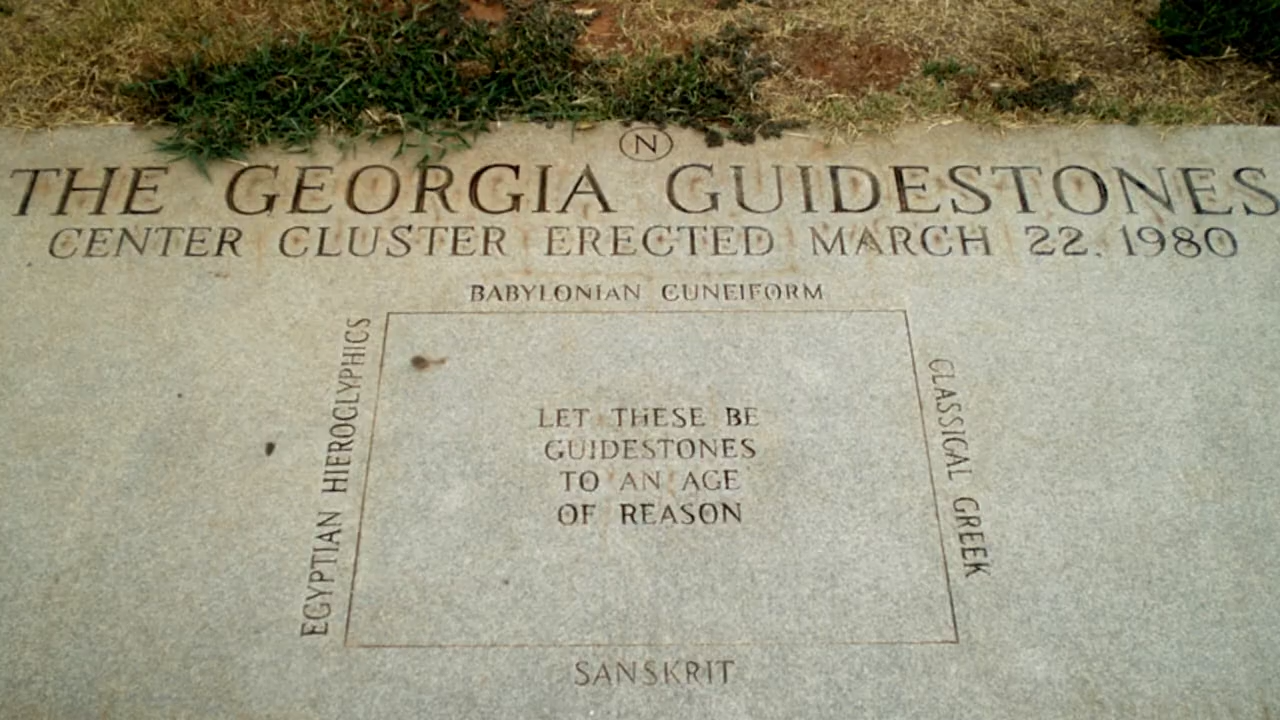 N
THE GEORGIA GUIDESTONES
CENTER CLUSTER ERECTED MARCH 22, 1980
BABYLONIAN CUNEIFORM
EGYPTIAN HIEROGLYPHICS
LET THESE BE
GUIDESTONES
TO AN AGE
OF REASON
CLASSICAL GREEK
SANSKRIT